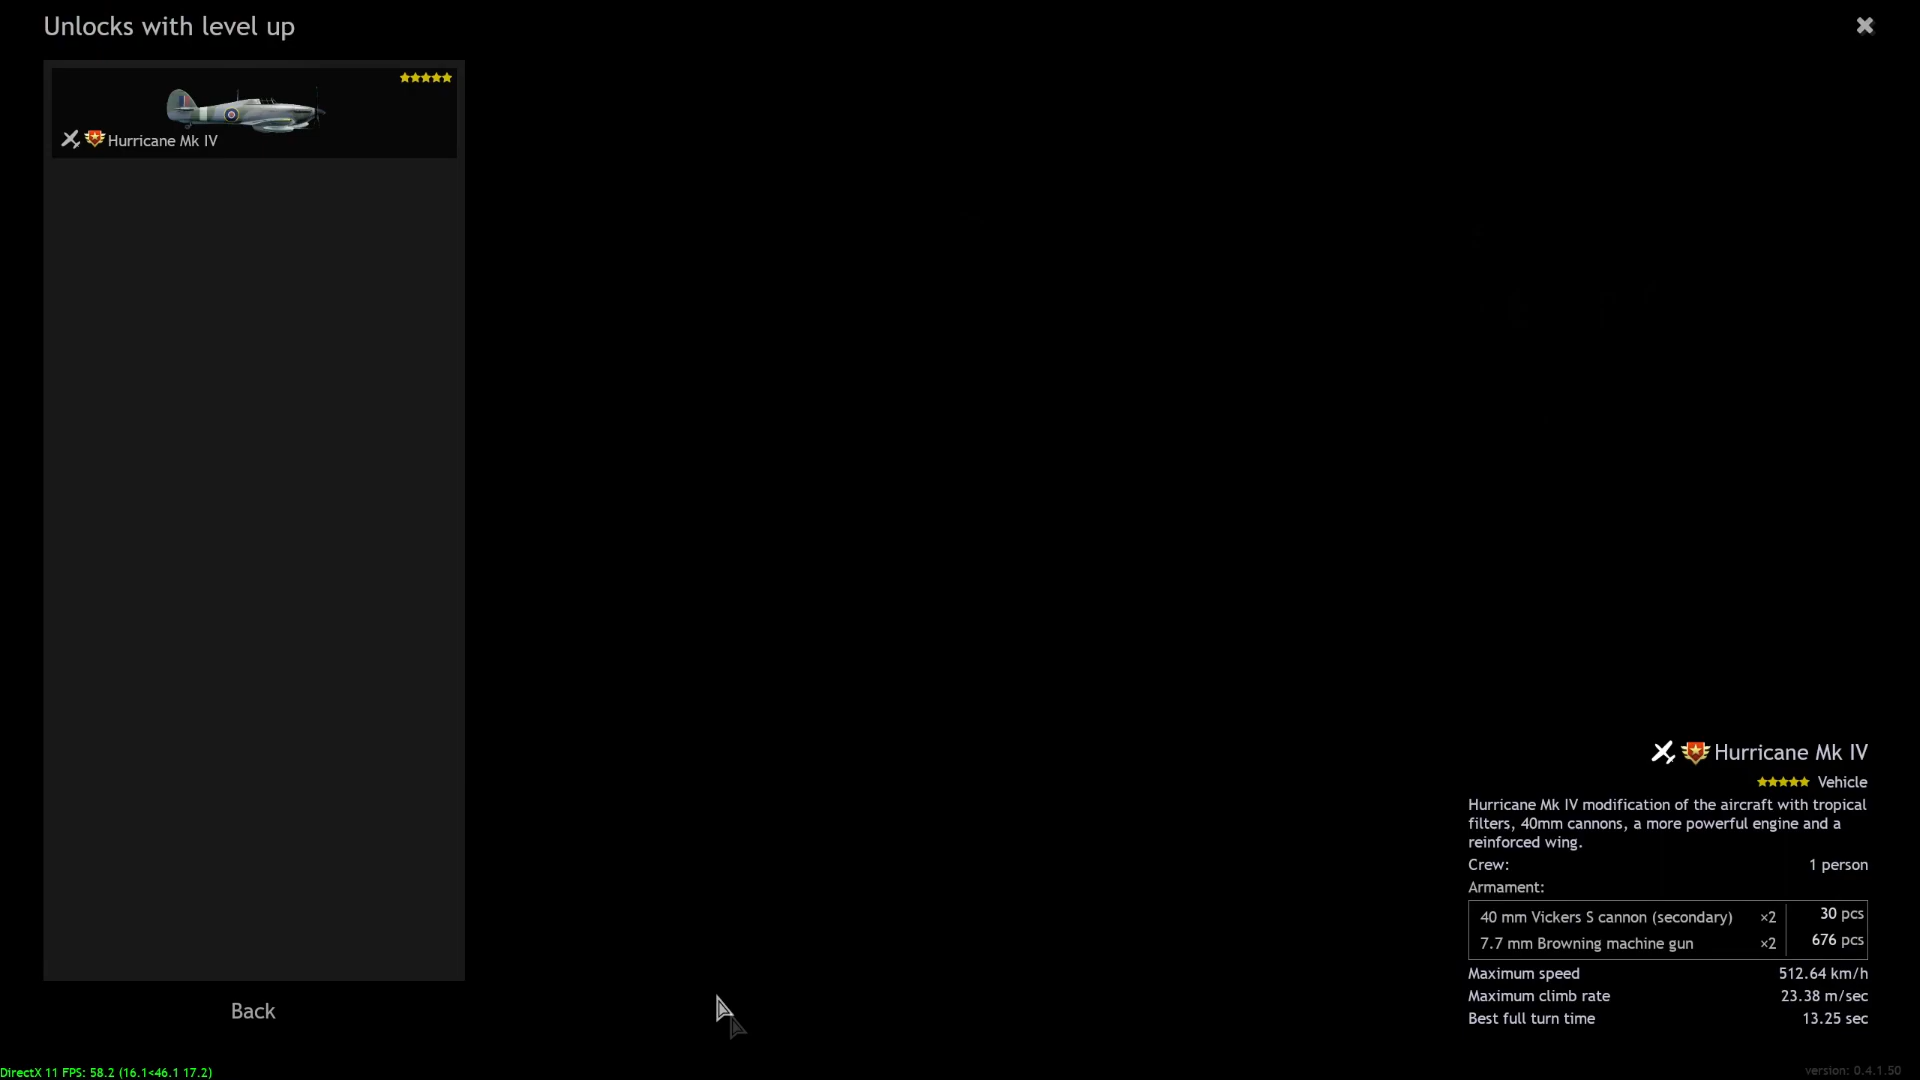 Unlocks with level up
Hurricane Mk IV
Back
Hurricane Mk IV
Vehicle
Hurricane Mk IV modification of the aircraft with tropical
filters, 40mm cannons, a more powerful engine and a
reinforced wing.
Crew: 1 person
Armament:
40 mm Vickers S cannon (secondary) ×2 30 pcs
7.7 mm Browning machine gun ×2 676 pcs
Maximum speed 512.64 km/h
Maximum climb rate 23.38 m/sec
Best full turn time 13.25 sec
DirectX 11 FPS: 58.2 (16.1<46.1 17.2)
version: 0.4.1.50